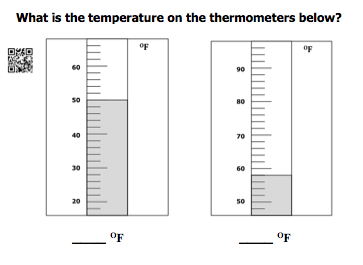 What is the temperature on the thermometers below?
ºF
60
50
40
30
20
ºF
90
80
70
60
50
_____ ºF
_____ ºF